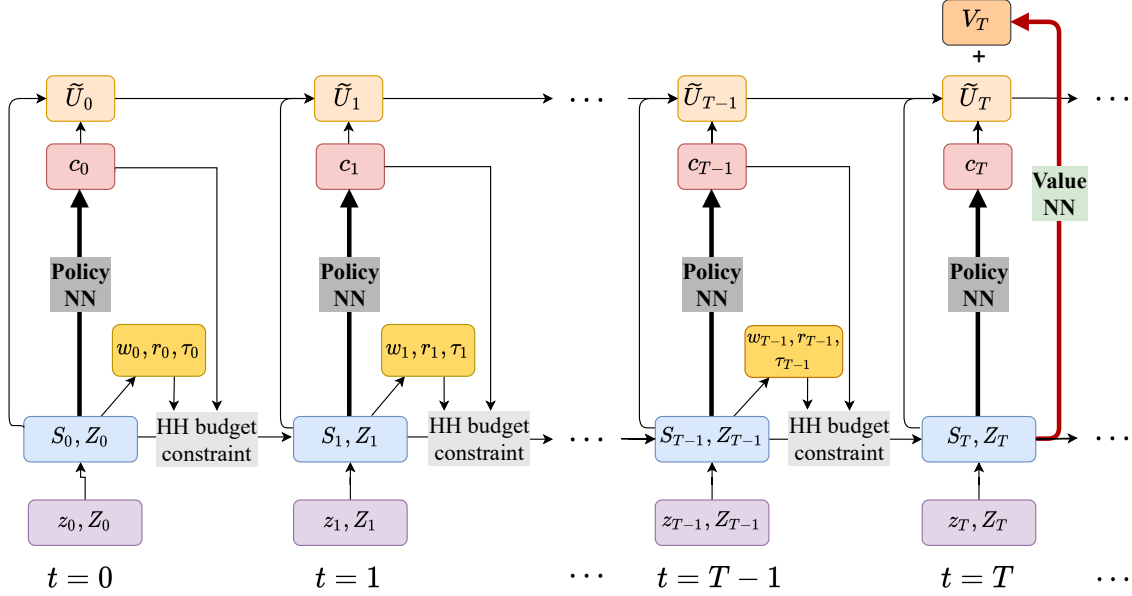 V_T
+
Ũ_0
Ũ_1
···
Ũ_{T−1}
Ũ_T
···
c_0
c_1
c_{T−1}
c_T
Value
NN
Policy
NN
Policy
NN
Policy
NN
Policy
NN
w_0, r_0, τ_0
w_1, r_1, τ_1
w_{T−1}, r_{T−1},
τ_{T−1}
S_0, Z_0
HH budget
constraint
S_1, Z_1
HH budget
constraint
···
S_{T−1}, Z_{T−1}
HH budget
constraint
S_T, Z_T
···
z_0, Z_0
z_1, Z_1
z_{T−1}, Z_{T−1}
z_T, Z_T
t = 0
t = 1
···
t = T − 1
t = T
···